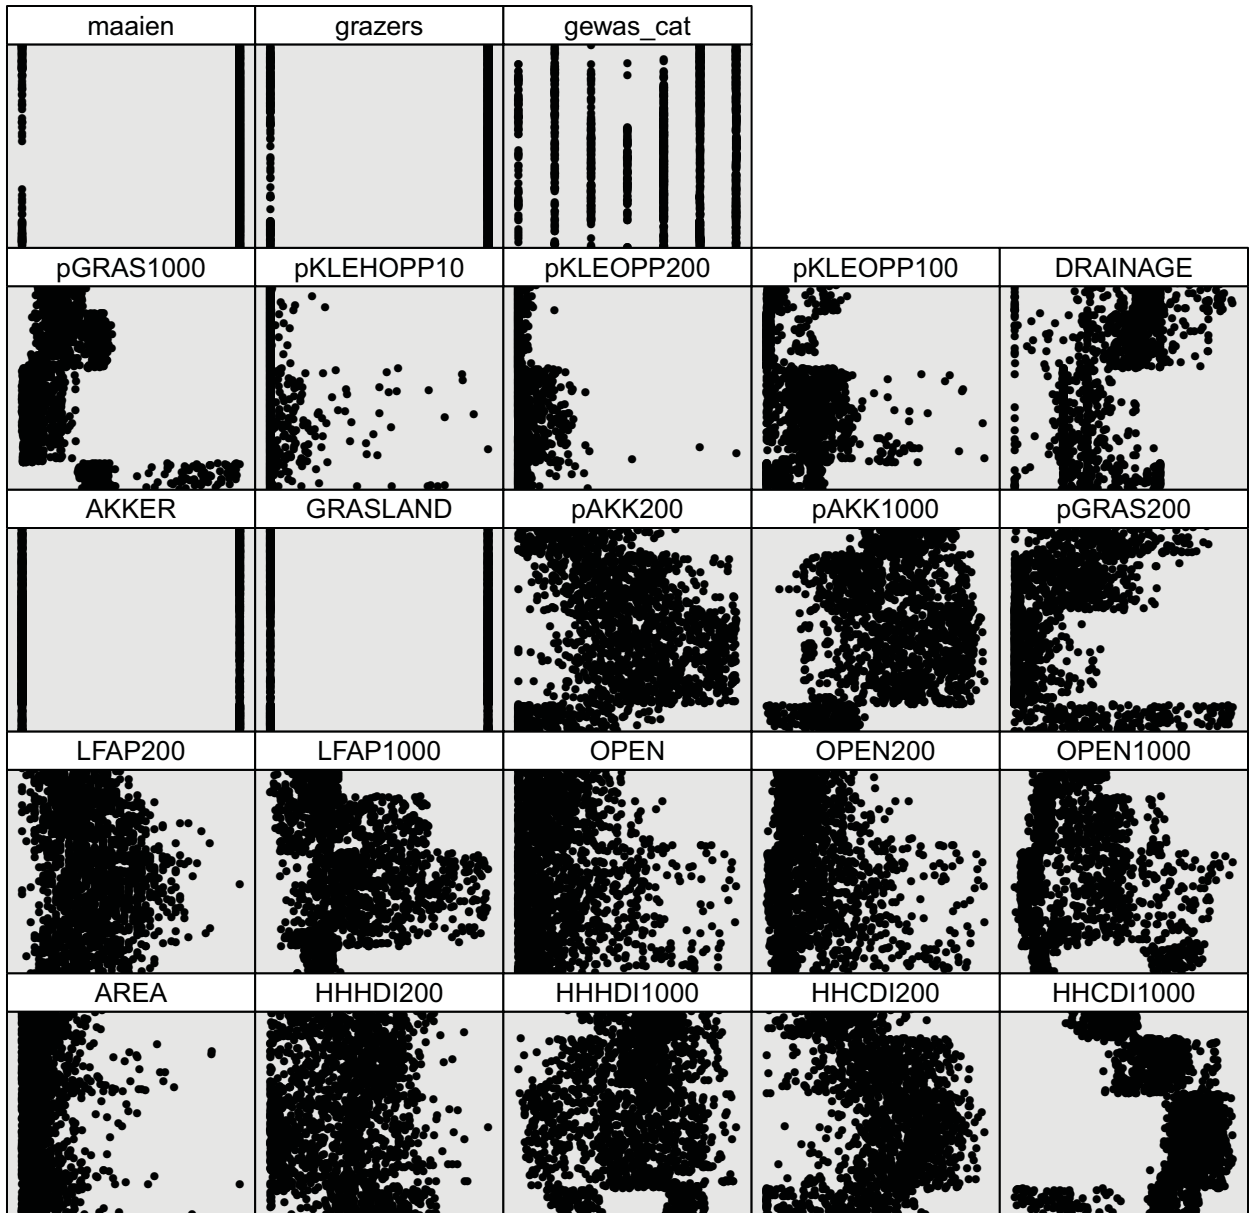 maaien grazers gewas_cat
pGRAS1000 pKLEHOPP10 pKLEOPP200 pKLEOPP100 DRAINAGE
AKKER GRASLAND pAKK200 pAKK1000 pGRAS200
LFAP200 LFAP1000 OPEN OPEN200 OPEN1000
AREA HHHDI200 HHHDI1000 HHCDI200 HHCDI1000